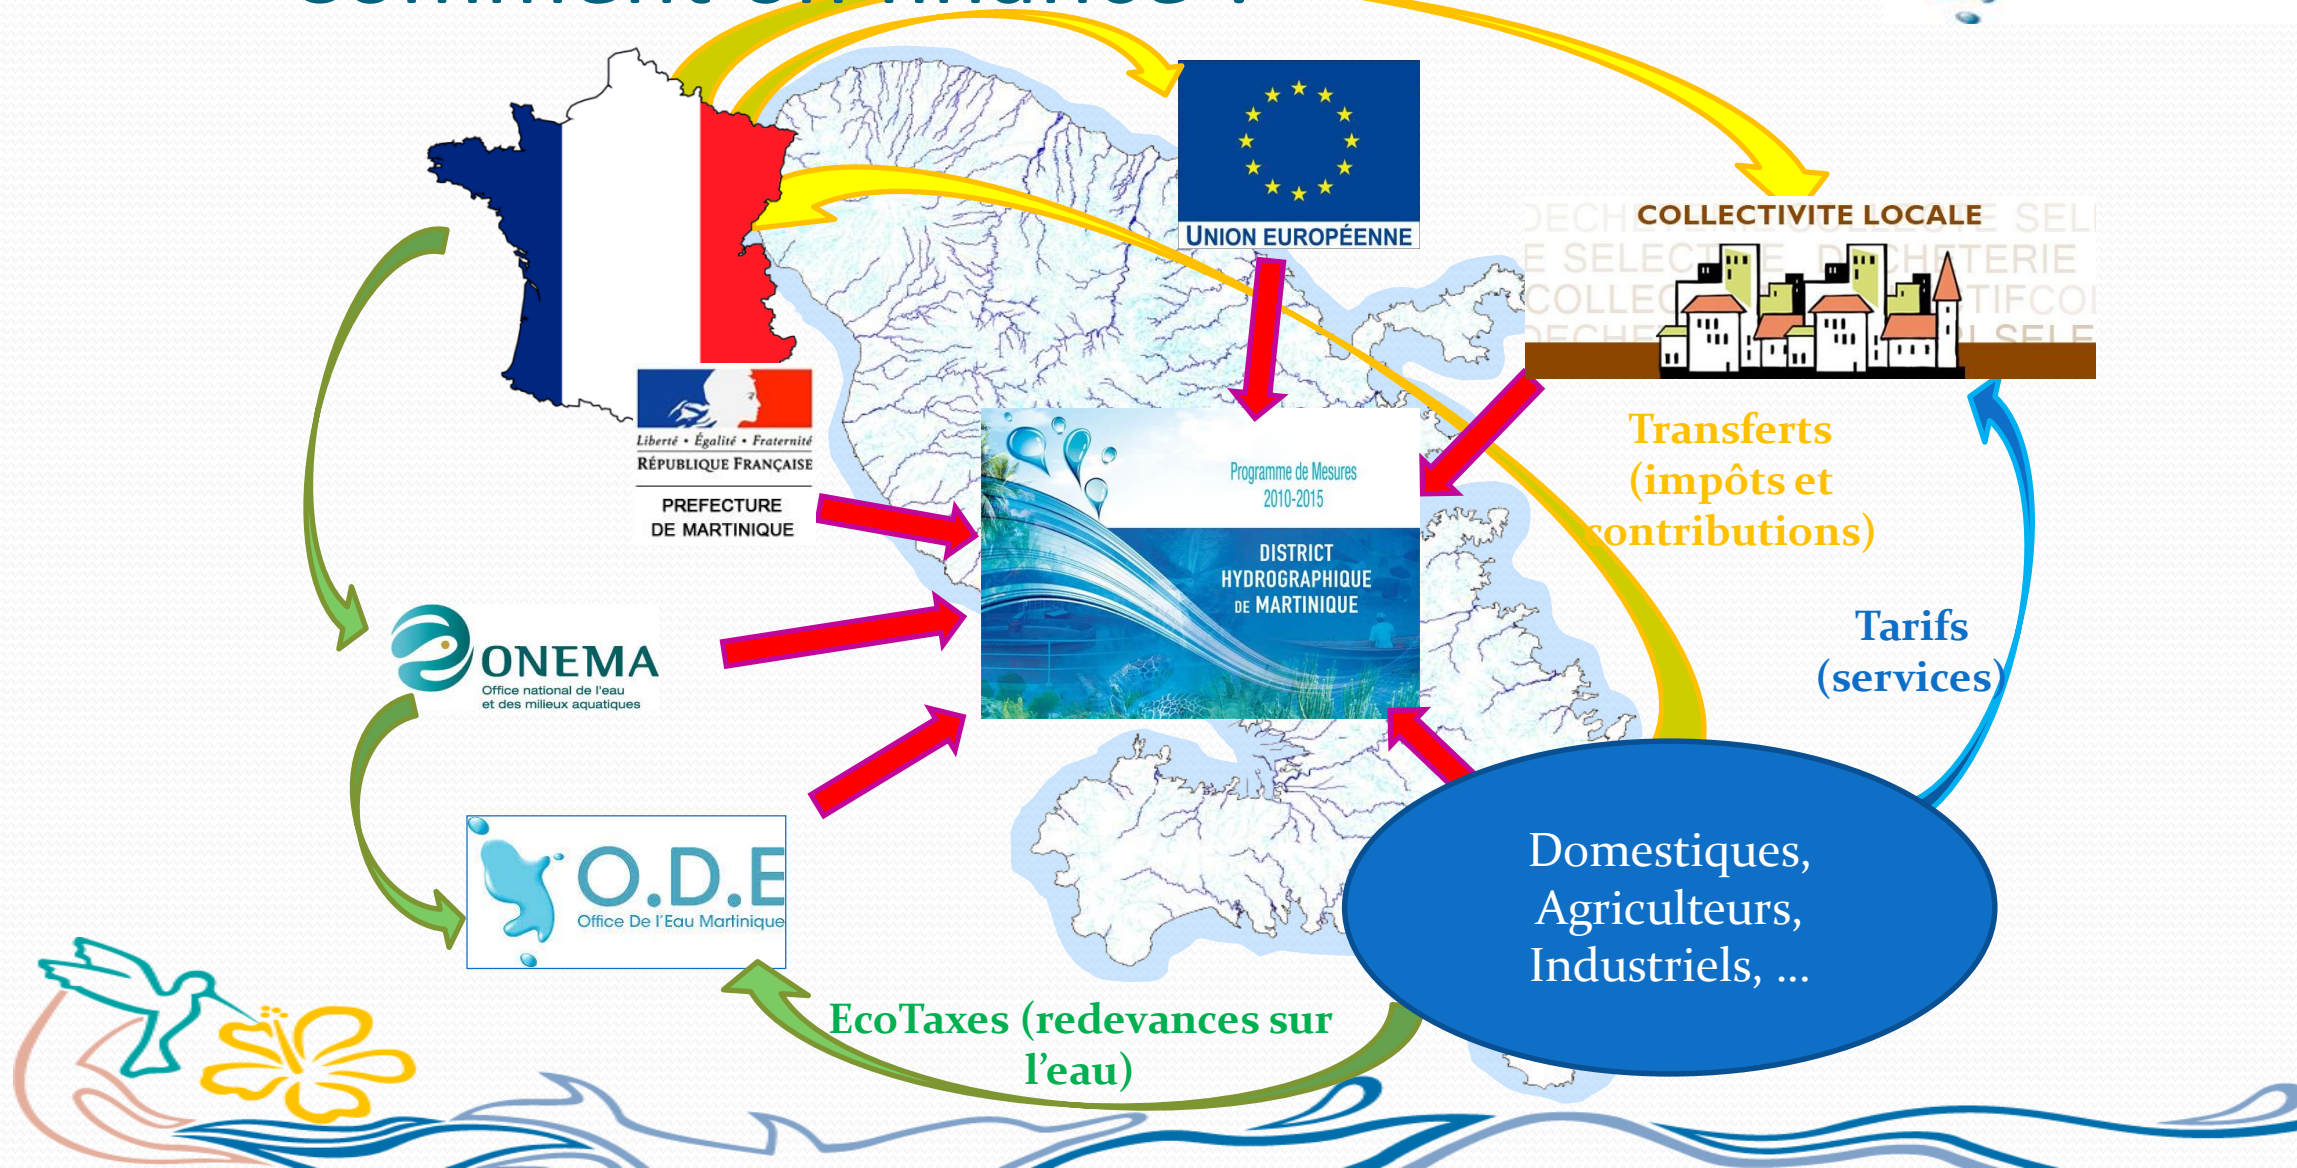 UNION EUROPÉENNE
COLLECTIVITE LOCALE
Liberté • Égalité • Fraternité
RÉPUBLIQUE FRANÇAISE
PREFECTURE
DE MARTINIQUE
Programme de Mesures
2010-2015
DISTRICT
HYDROGRAPHIQUE
DE MARTINIQUE
Transferts
(impôts et
contributions)
Tarifs
(services)
ONEMA
Office national de l'eau
et des milieux aquatiques
O.D.E
Office De l'Eau Martinique
Domestiques,
Agriculteurs,
Industriels, ...
EcoTaxes (redevances sur
l’eau)